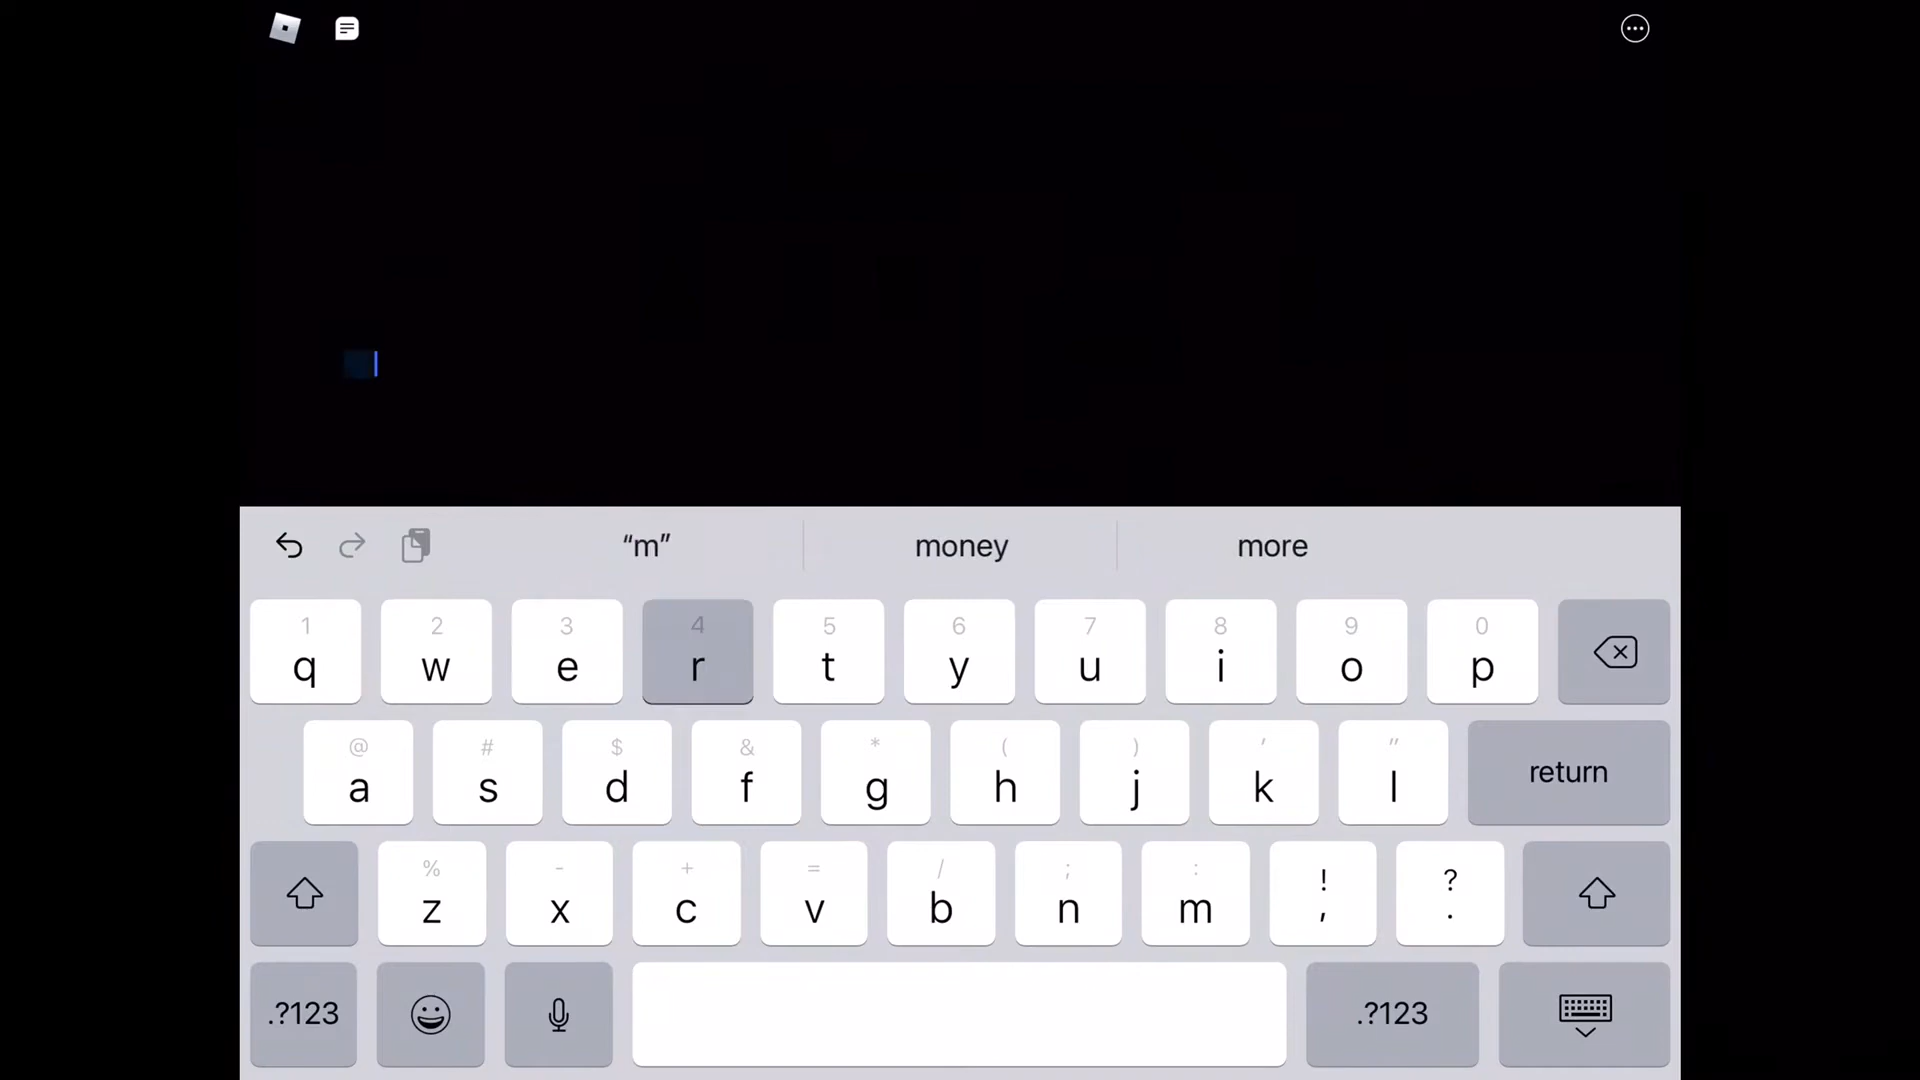 “m” money more
1 2 3 4 5 6 7 8 9 0
q w e r t y u i o p
@ # $ & * ( ) ' "
a s d f g h j k l return
% - + = / ; : ! ?
z x c v b n m , .
.?123 .?123